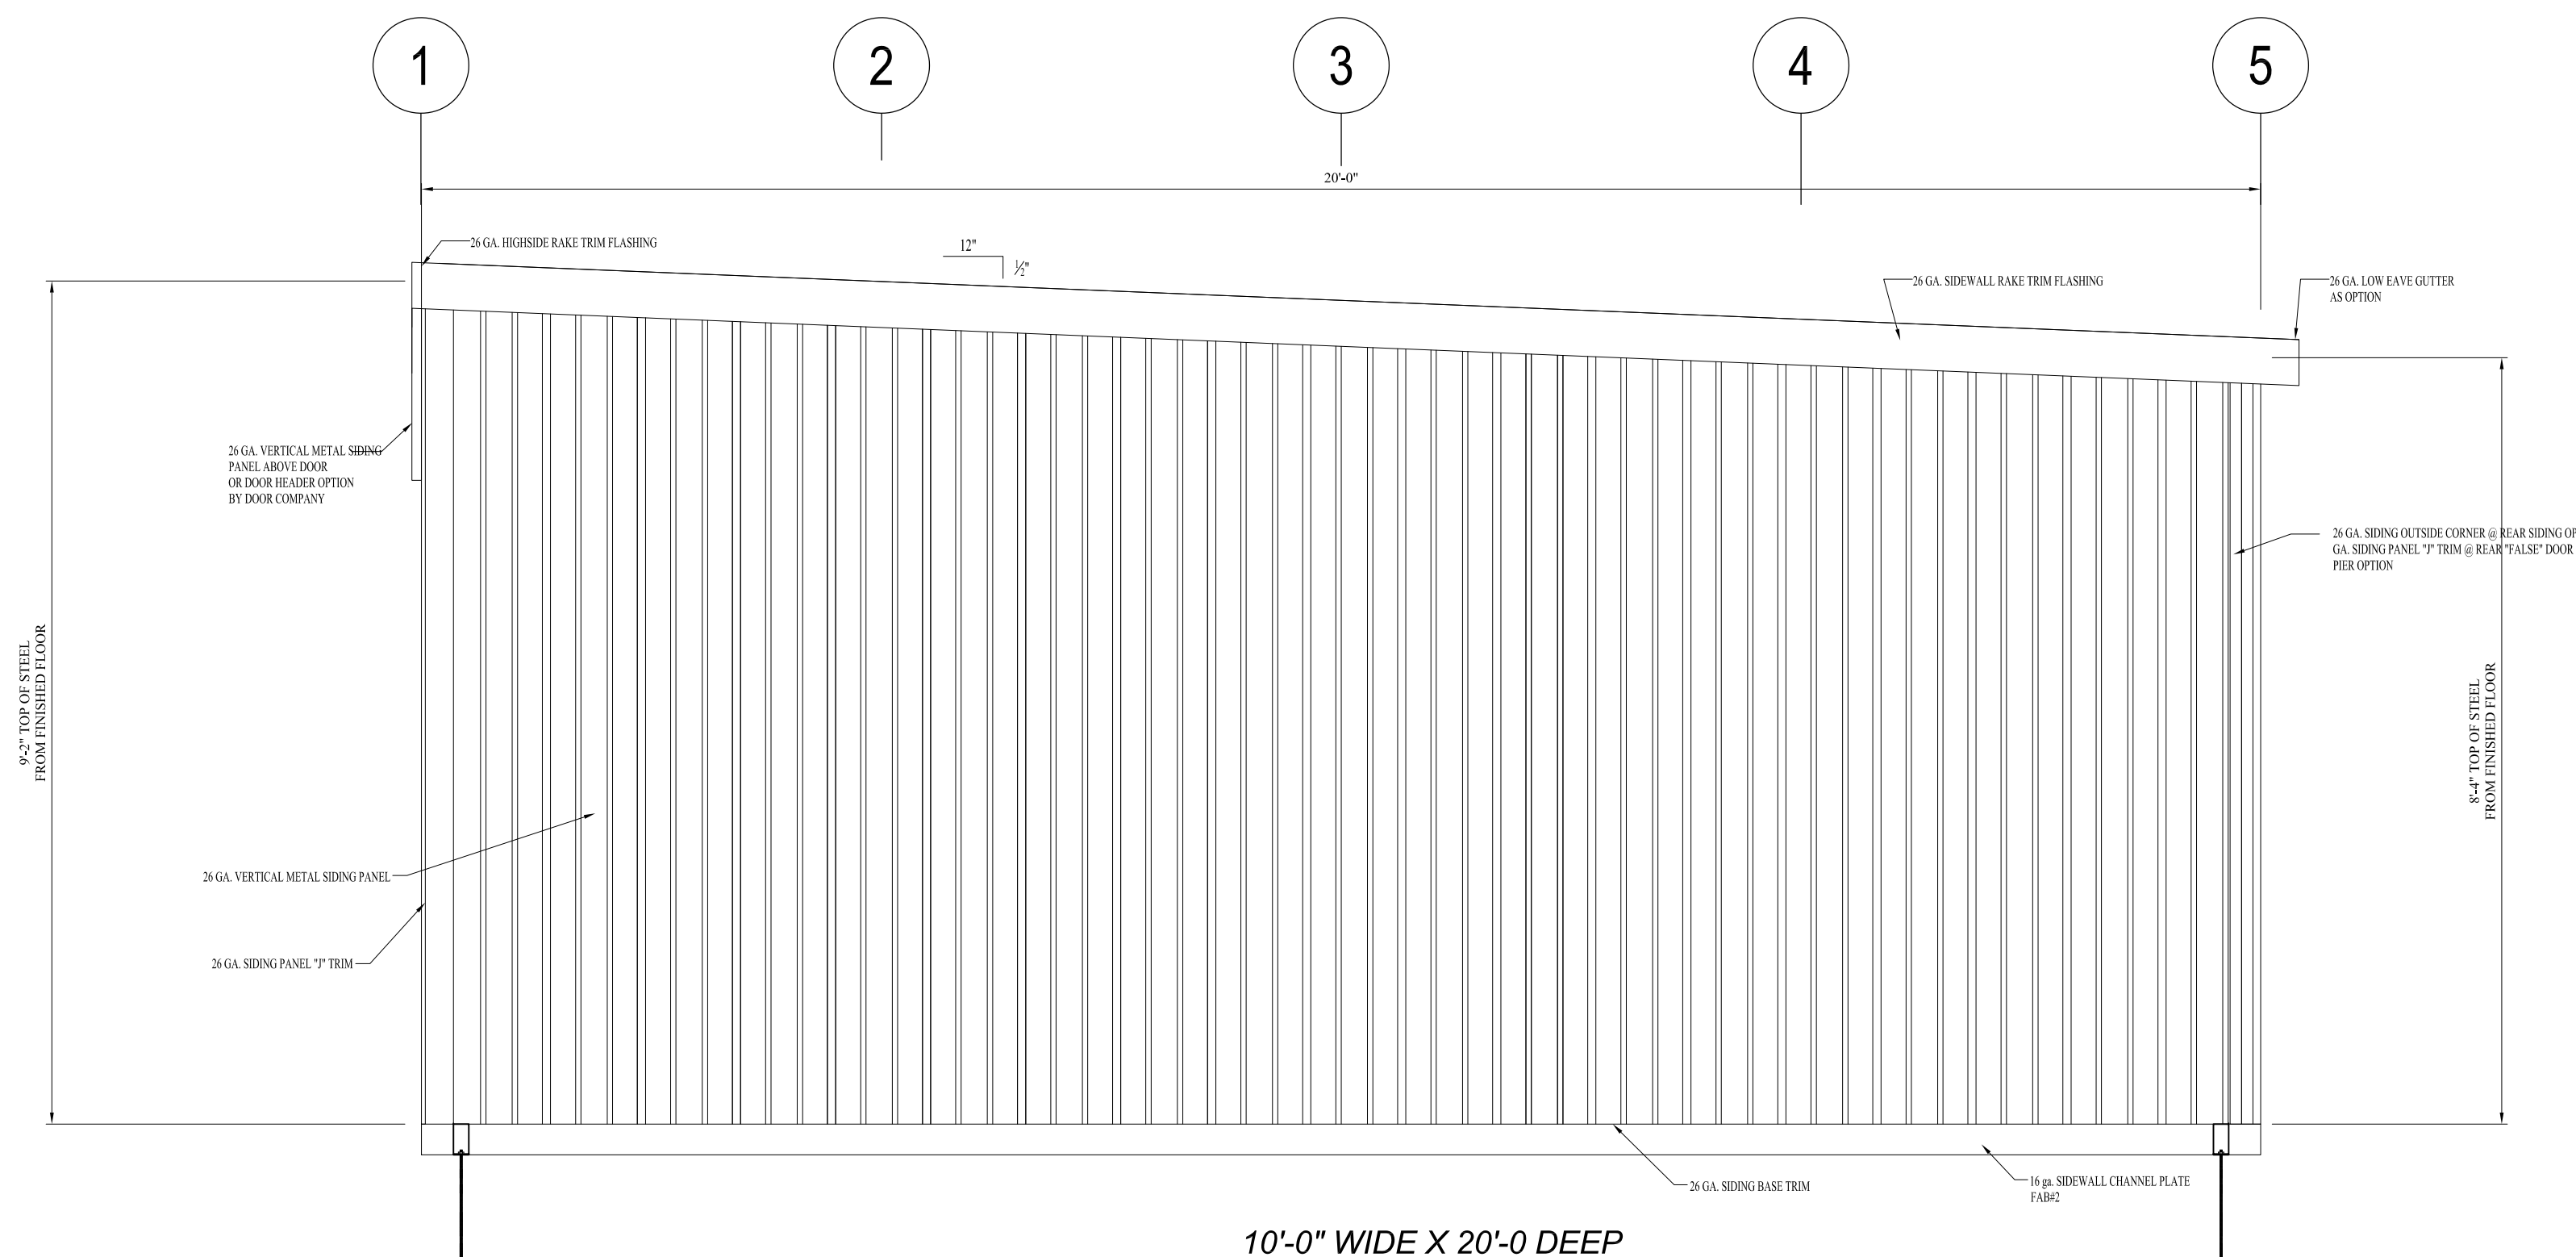 1
2
3
4
5
20'-0"
26 GA. HIGHSIDE RAKE TRIM FLASHING
12"
½"
26 GA. SIDEWALL RAKE TRIM FLASHING
26 GA. LOW EAVE GUTTER
AS OPTION
26 GA. VERTICAL METAL SIDING
PANEL ABOVE DOOR
OR DOOR HEADER OPTION
BY DOOR COMPANY
26 GA. SIDING OUTSIDE CORNER @ REAR SIDING OP
GA. SIDING PANEL "J" TRIM @ REAR "FALSE" DOOR
PIER OPTION
9'-2" TOP OF STEEL
FROM FINISHED FLOOR
8'-4" TOP OF STEEL
FROM FINISHED FLOOR
26 GA. VERTICAL METAL SIDING PANEL
26 GA. SIDING PANEL "J" TRIM
26 GA. SIDING BASE TRIM
16 ga. SIDEWALL CHANNEL PLATE
FAB#2
10'-0" WIDE X 20'-0 DEEP